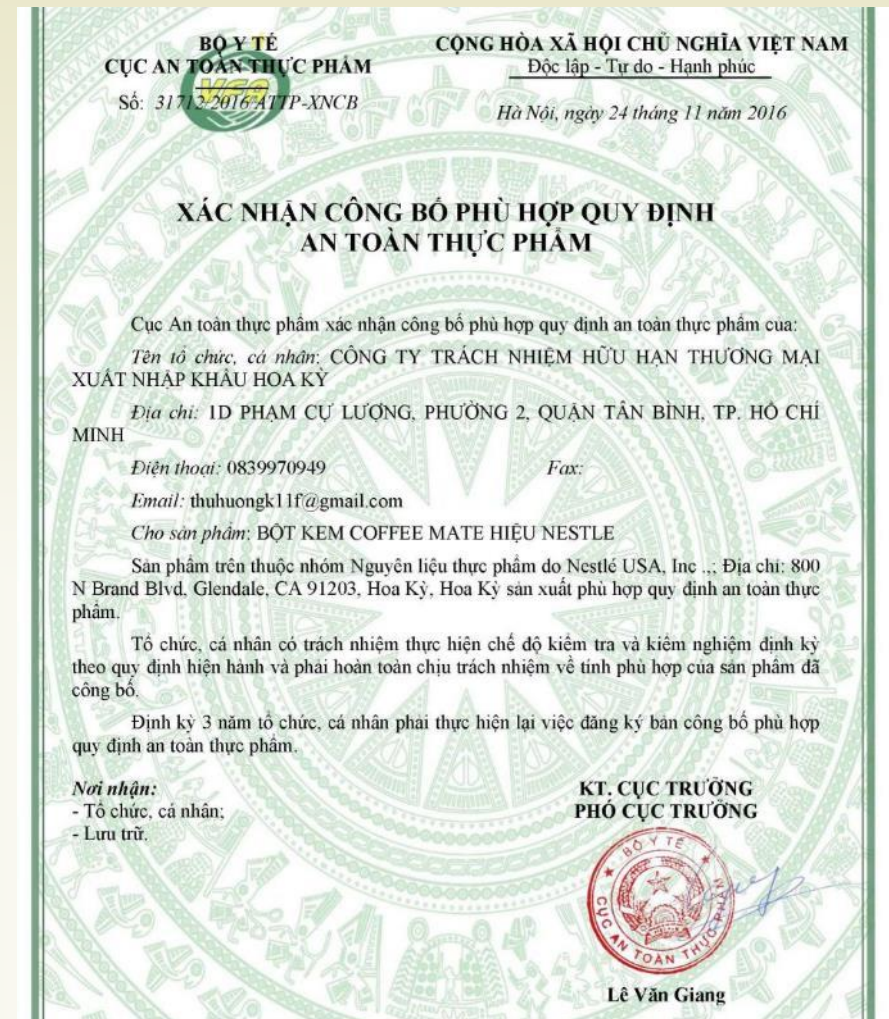 BỘ Y TẾ
CỤC AN TOÀN THỰC PHẨM
Số: 31712/2016/ATTP-XNCB
CỘNG HÒA XÃ HỘI CHỦ NGHĨA VIỆT NAM
Độc lập - Tự do - Hạnh phúc
Hà Nội, ngày 24 tháng 11 năm 2016
VFA
XÁC NHẬN CÔNG BỐ PHÙ HỢP QUY ĐỊNH
AN TOÀN THỰC PHẨM
Cục An toàn thực phẩm xác nhận công bố phù hợp quy định an toàn thực phẩm của:
Tên tổ chức, cá nhân: CÔNG TY TRÁCH NHIỆM HỮU HẠN THƯƠNG MẠI
XUẤT NHẬP KHẨU HOA KỲ
Địa chỉ: 1D PHẠM CỰ LƯỢNG, PHƯỜNG 2, QUẬN TÂN BÌNH, TP. HỒ CHÍ
MINH
Điện thoại: 0839970949 Fax:
Email: thuhuongk11f@gmail.com
Cho sản phẩm: BỘT KEM COFFEE MATE HIỆU NESTLE
Sản phẩm trên thuộc nhóm Nguyên liệu thực phẩm do Nestlé USA, Inc ..; Địa chỉ: 800
N Brand Blvd, Glendale, CA 91203, Hoa Kỳ, Hoa Kỳ sản xuất phù hợp quy định an toàn thực
phẩm.
Tổ chức, cá nhân có trách nhiệm thực hiện chế độ kiểm tra và kiểm nghiệm định kỳ
theo quy định hiện hành và phải hoàn toàn chịu trách nhiệm về tính phù hợp của sản phẩm đã
công bố.
Định kỳ 3 năm tổ chức, cá nhân phải thực hiện lại việc đăng ký bản công bố phù hợp
quy định an toàn thực phẩm.
Nơi nhận:
- Tổ chức, cá nhân;
- Lưu trữ.
KT. CỤC TRƯỞNG
PHÓ CỤC TRƯỞNG
BỘ Y TẾ
CỤC AN TOÀN THỰC PHẨM
Lê Văn Giang